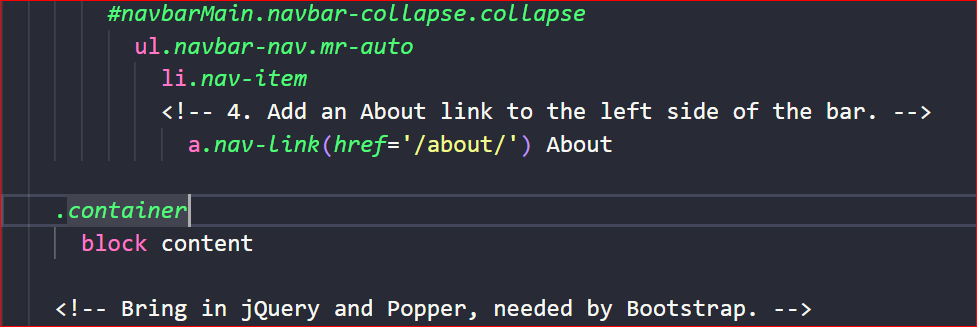 #navbarMain.navbar-collapse.collapse
ul.navbar-nav.mr-auto
li.nav-item
<!-- 4. Add an About link to the left side of the bar. -->
a.nav-link(href='/about/') About
.container
block content
<!-- Bring in jQuery and Popper, needed by Bootstrap. -->